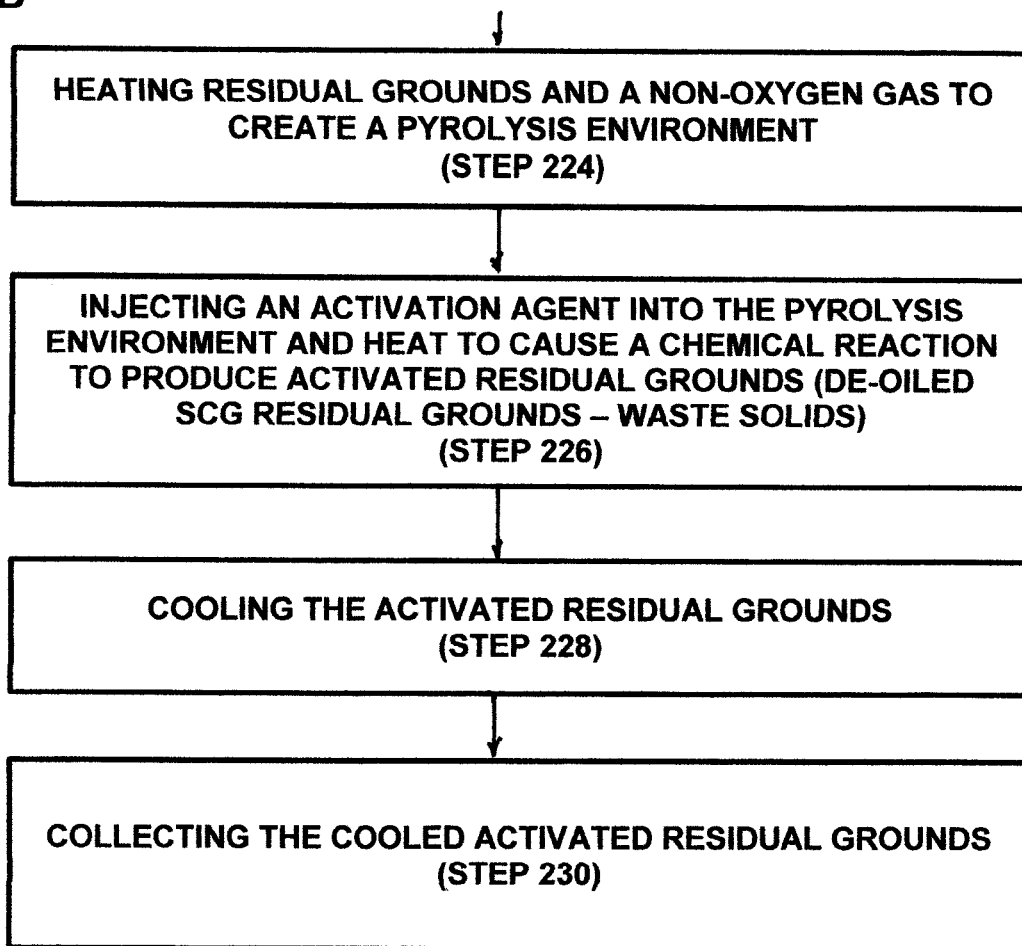 HEATING RESIDUAL GROUNDS AND A NON-OXYGEN GAS TO
CREATE A PYROLYSIS ENVIRONMENT
(STEP 224)
INJECTING AN ACTIVATION AGENT INTO THE PYROLYSIS
ENVIRONMENT AND HEAT TO CAUSE A CHEMICAL REACTION
TO PRODUCE ACTIVATED RESIDUAL GROUNDS (DE-OILED
SCG RESIDUAL GROUNDS – WASTE SOLIDS)
(STEP 226)
COOLING THE ACTIVATED RESIDUAL GROUNDS
(STEP 228)
COLLECTING THE COOLED ACTIVATED RESIDUAL GROUNDS
(STEP 230)